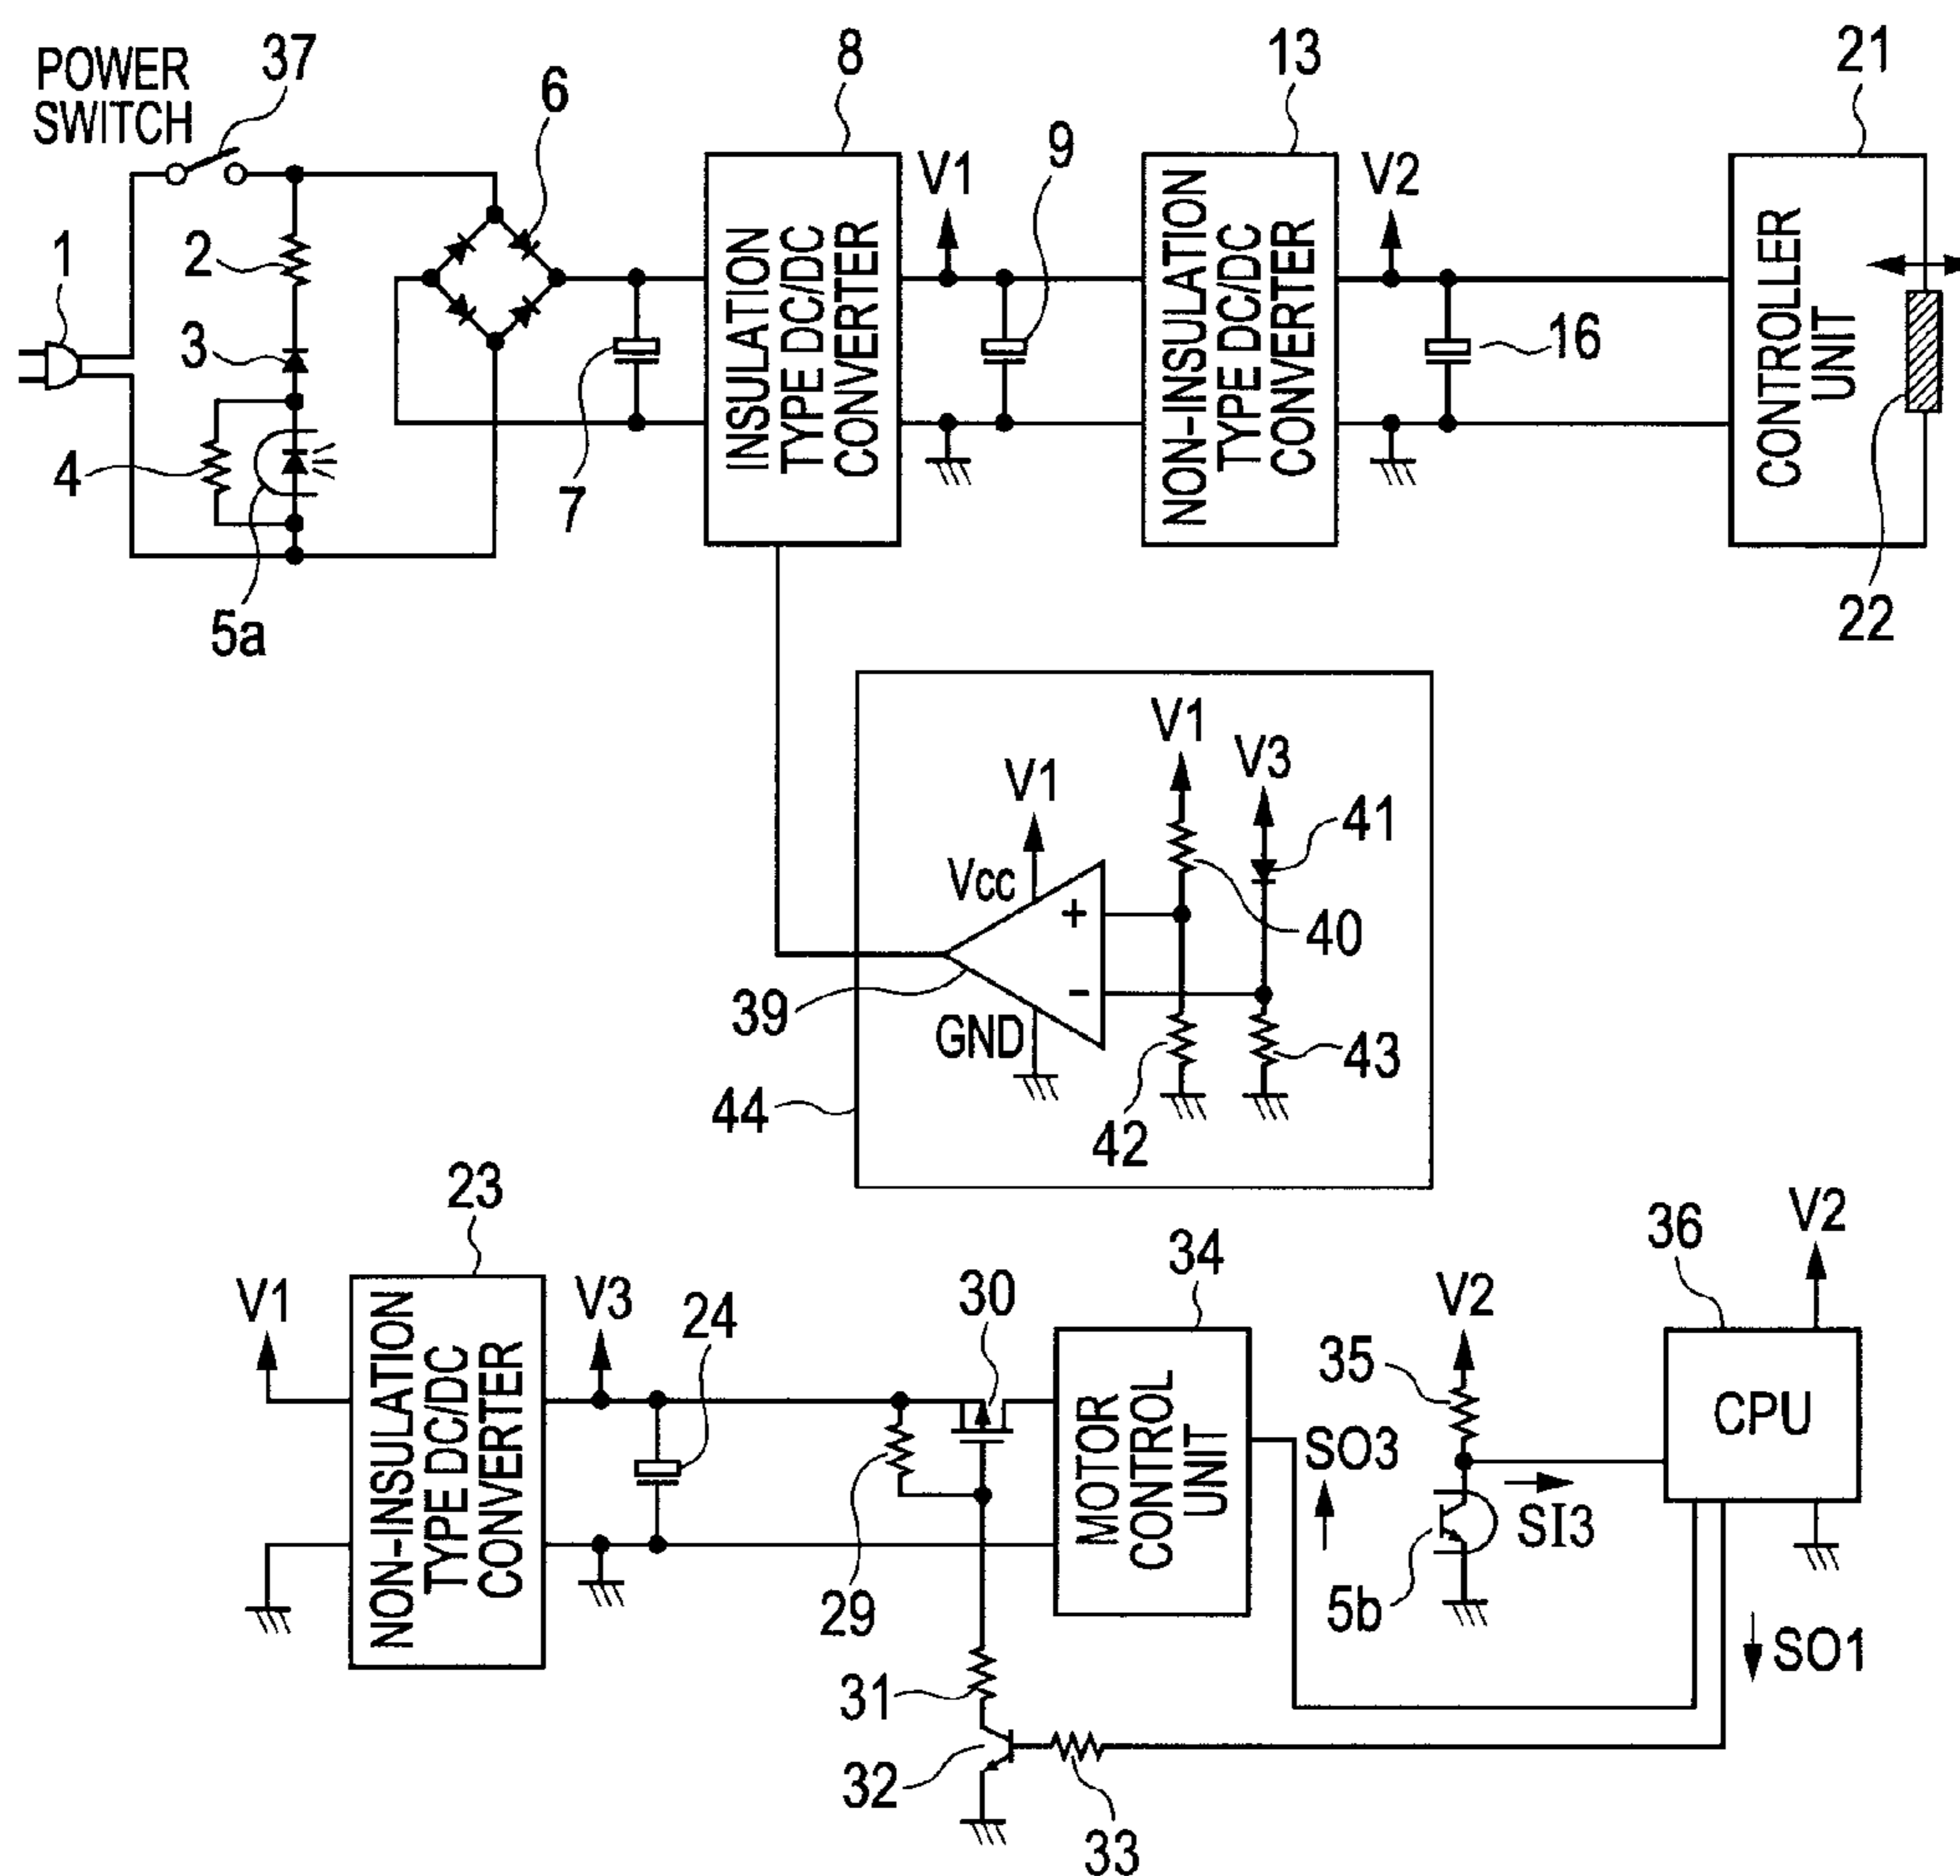 POWER
SWITCH
37
6
8
9
13
21
1
2
3
4
5a
7
V1
V2
16
22
INSULATION
TYPE DC/DC
CONVERTER
NON-INSULATION
TYPE DC/DC
CONVERTER
CONTROLLER
UNIT
V1
V3
V1
41
Vcc
+
40
-
39
GND
43
42
44
23
V1
NON-INSULATION
TYPE DC/DC
CONVERTER
V3
24
30
34
29
MOTOR
CONTROL
UNIT
31
32
33
SO3
V2
35
36
V2
CPU
SI3
5b
SO1